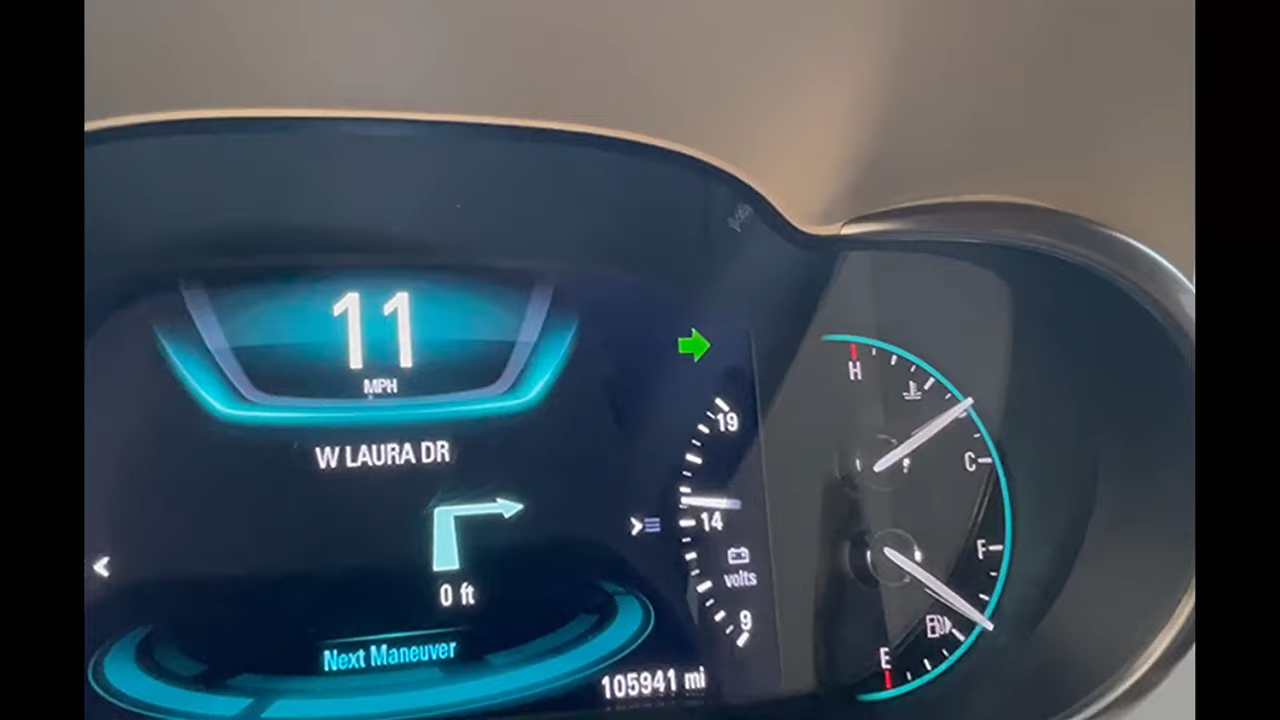 11
MPH
W LAURA DR
0 ft
Next Maneuver
105941 mi
19
14
volts
9
H
C
F
E